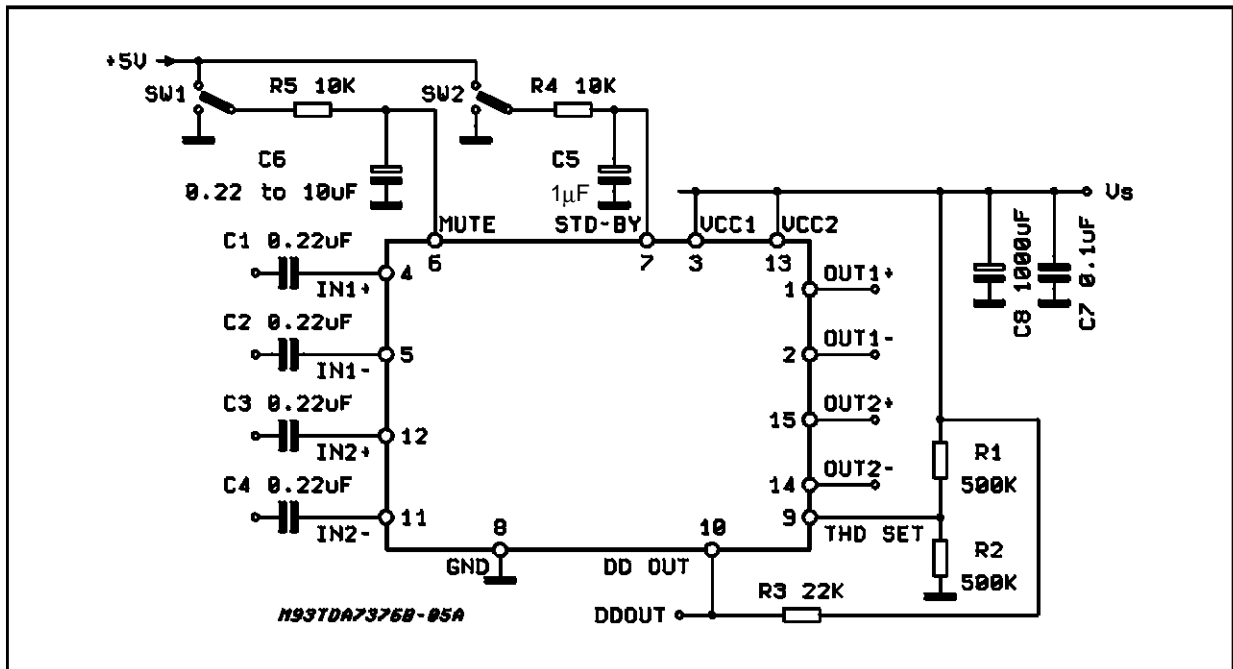 +5V
SW1
R5 10K
SW2
R4 10K
C6
0.22 to 10uF
C5
1µF
Vs
MUTE
STD-BY
VCC1
VCC2
6
7
3
13
C8 1000uF
C7 0.1uF
C1 0.22uF
4
IN1+
1
OUT1+
C2 0.22uF
5
IN1-
2
OUT1-
C3 0.22uF
12
IN2+
15
OUT2+
C4 0.22uF
11
IN2-
14
OUT2-
R1
500K
9
THD SET
8
GND
10
DD OUT
R2
500K
R3 22K
DDOUT
M93TDA7376B-05A